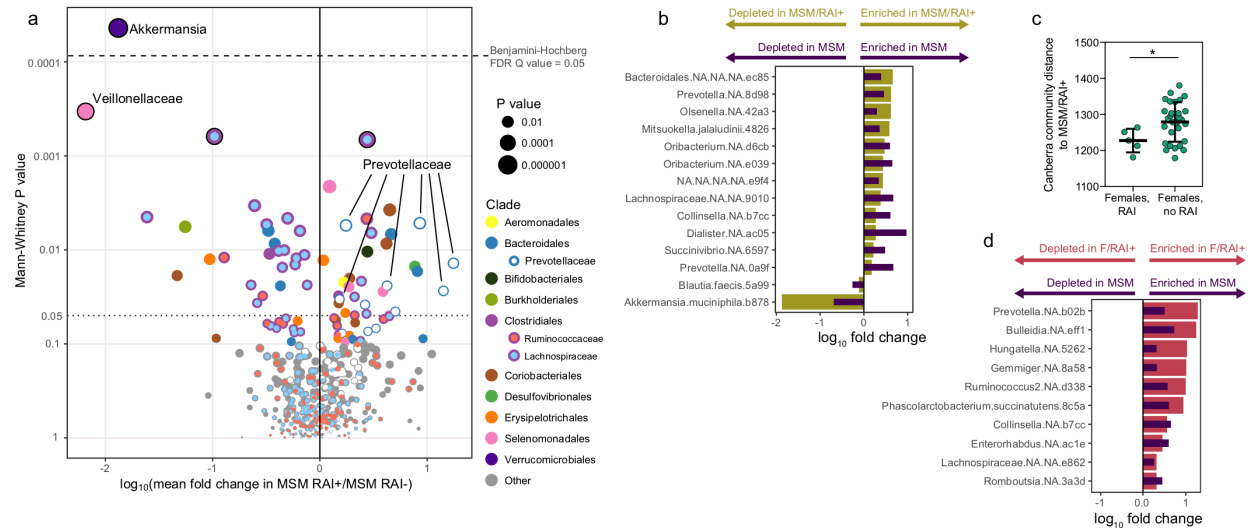 a
Akkermansia
Veillonellaceae
Prevotellaceae
Benjamini-Hochberg
FDR Q value = 0.05
Mann-Whitney P value
0.0001
0.001
0.01
0.05
0.1
1
-2
-1
0
1
log10(mean fold change in MSM RAI+/MSM RAI-)
P value
0.01
0.0001
0.000001
Clade
Aeromonadales
Bacteroidales
Prevotellaceae
Bifidobacteriales
Burkholderiales
Clostridiales
Ruminococcaceae
Lachnospiraceae
Coriobacteriales
Desulfovibrionales
Erysipelotrichales
Selenomonadales
Verrucomicrobiales
Other
b
Depleted in MSM/RAI+ Enriched in MSM/RAI+
Depleted in MSM Enriched in MSM
Bacteroidales.NA.NA.NA.ec85
Prevotella.NA.8d98
Olsenella.NA.42a3
Mitsuokella.jalaludinii.4826
Oribacterium.NA.d6cb
Oribacterium.NA.e039
NA.NA.NA.NA.e9f4
Lachnospiraceae.NA.NA.9010
Collinsella.NA.b7cc
Dialister.NA.ac05
Succinivibrio.NA.6597
Prevotella.NA.0a9f
Blautia.faecis.5a99
Akkermansia.muciniphila.b878
-2 -1 0 1
log10 fold change
c
Canberra community distance
to MSM/RAI+
1500
1400
1300
1200
1100
*
Females, RAI
Females, no RAI
d
Depleted in F/RAI+ Enriched in F/RAI+
Depleted in MSM Enriched in MSM
Prevotella.NA.b02b
Bulleidia.NA.eff1
Hungatella.NA.5262
Gemmiger.NA.8a58
Ruminococcus2.NA.d338
Phascolarctobacterium.succinatutens.8c5a
Collinsella.NA.b7cc
Enterorhabdus.NA.ac1e
Lachnospiraceae.NA.NA.e862
Romboutsia.NA.3a3d
-1 0.0 1
log10 fold change